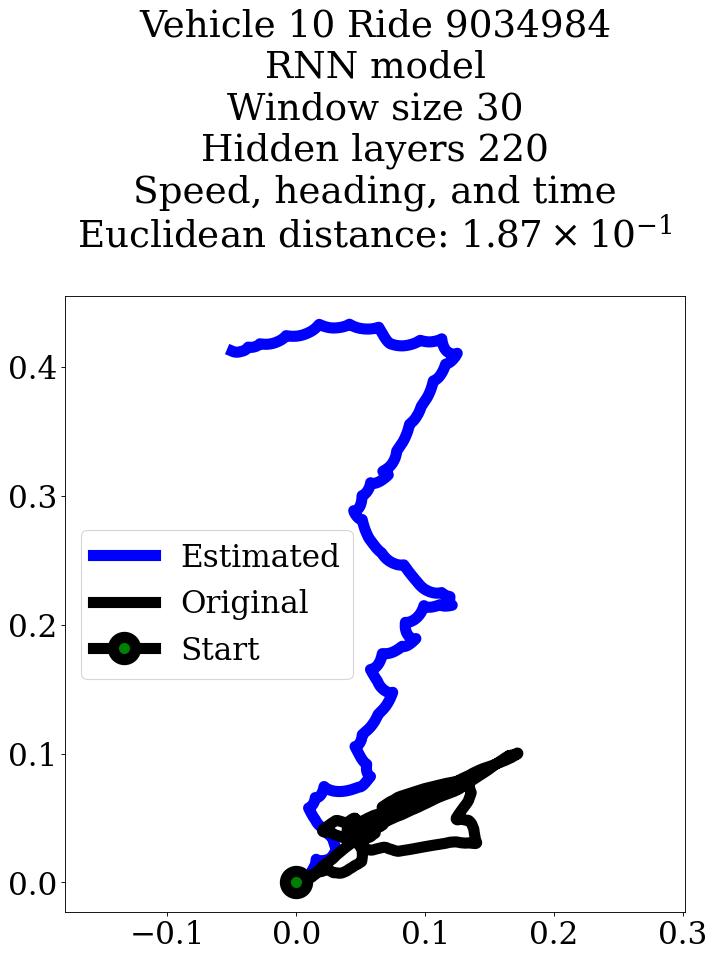 Vehicle 10 Ride 9034984
RNN model
Window size 30
Hidden layers 220
Speed, heading, and time
Euclidean distance: 1.87 × 10⁻¹
0.4
0.3
Estimated
Original
Start
0.2
0.1
0.0
−0.1 0.0 0.1 0.2 0.3